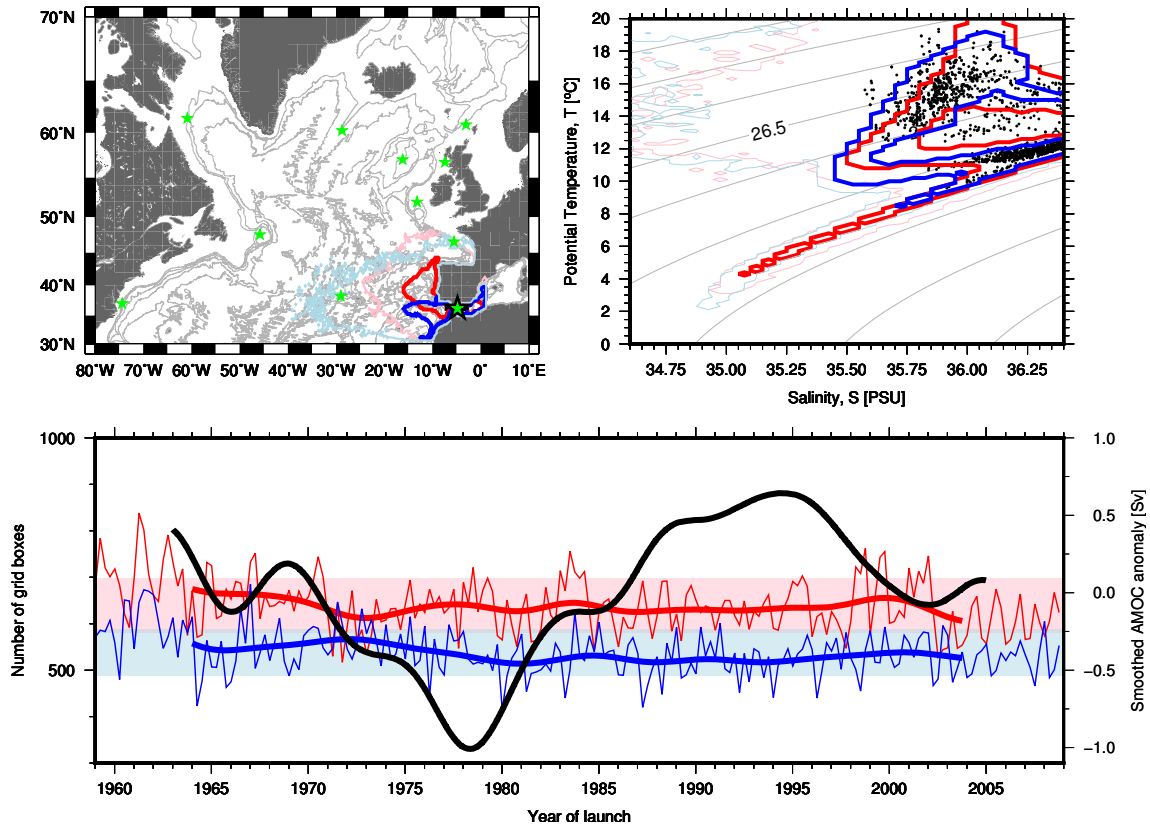 70˚N
60˚N
50˚N
40˚N
30˚N
80˚W 70˚W 60˚W 50˚W 40˚W 30˚W 20˚W 10˚W 0˚ 10˚E
Potential Temperature, T [ºC]
20
18
16
14
12
10
8
6
4
2
0
26.5
34.75 35.00 35.25 35.50 35.75 36.00 36.25
Salinity, S [PSU]
Number of grid boxes
1000
500
1.0
0.5
0.0
−0.5
−1.0
Smoothed AMOC anomaly [Sv]
1960 1965 1970 1975 1980 1985 1990 1995 2000 2005
Year of launch